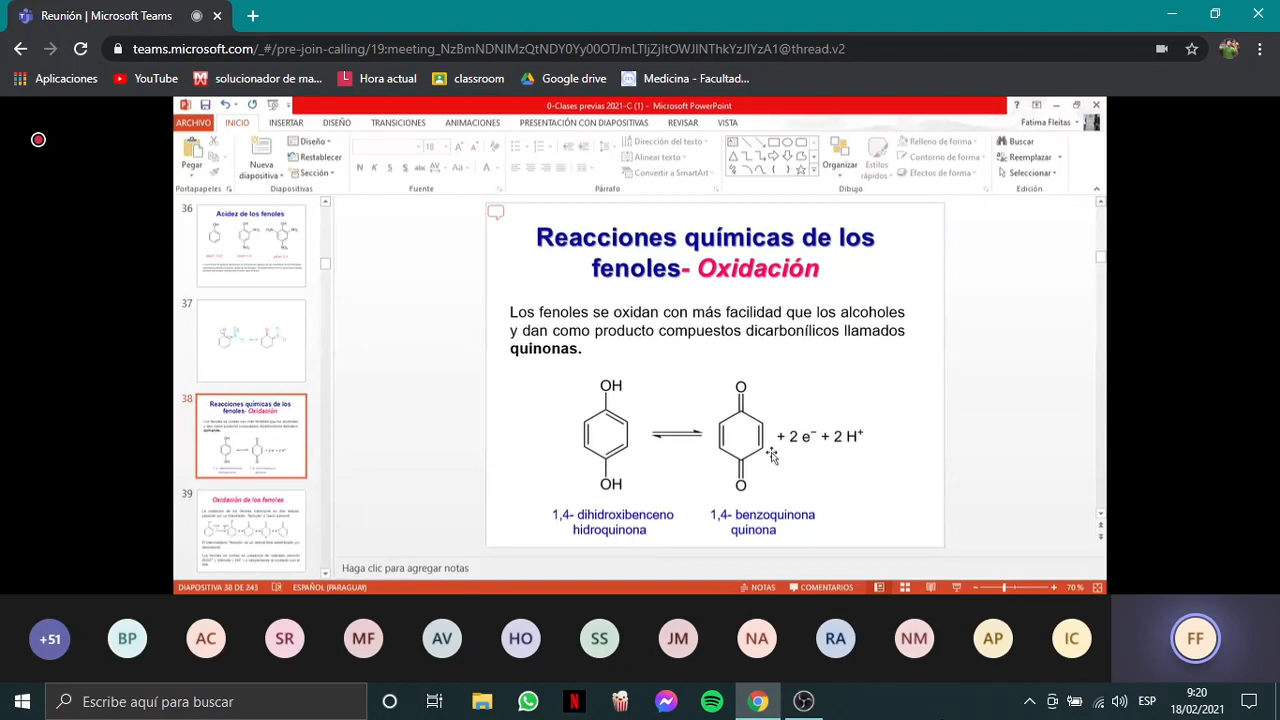 Reunión | Microsoft Teams
teams.microsoft.com/_#/pre-join-calling/19:meeting_NzBmNDNlMzQtNDY0Yy00OTJmLTljZjItOWJlNThkYzJlYzA1@thread.v2
Aplicaciones
YouTube
solucionador de ma...
Hora actual
classroom
Google drive
Medicina - Facultad...
0-Clases previas 2021-C (1) - Microsoft PowerPoint
ARCHIVO
INICIO
INSERTAR
DISEÑO
TRANSICIONES
ANIMACIONES
PRESENTACIÓN CON DIAPOSITIVAS
REVISAR
VISTA
Fatima Fleitas
Pegar
Nueva
diapositiva
Diseño
Restablecer
Sección
18
N K S S abc AV Aa A
Dirección del texto
Alinear texto
Convertir a SmartArt
Organizar
Estilos
rápidos
Relleno de forma
Contorno de forma
Efectos de forma
Buscar
Reemplazar
Seleccionar
Portapapeles
Diapositivas
Fuente
Párrafo
Dibujo
Edición
36
Acidez de los fenoles
37
38
Reacciones químicas de los
fenoles- Oxidación
39
Oxidación de los fenoles
Reacciones químicas de los
fenoles- Oxidación
Los fenoles se oxidan con más facilidad que los alcoholes
y dan como producto compuestos dicarbonílicos llamados
quinonas.
OH
O
+ 2 e⁻ + 2 H⁺
OH
O
1,4- dihidroxibenceno
hidroquinona
1,4- benzoquinona
quinona
Haga clic para agregar notas
DIAPOSITIVA 38 DE 243
ESPAÑOL (PARAGUAY)
NOTAS
COMENTARIOS
70 %
+51
BP
AC
SR
MF
AV
HO
SS
JM
NA
RA
NM
AP
IC
FF
Escribe aquí para buscar
ESP
9:20
18/02/2021